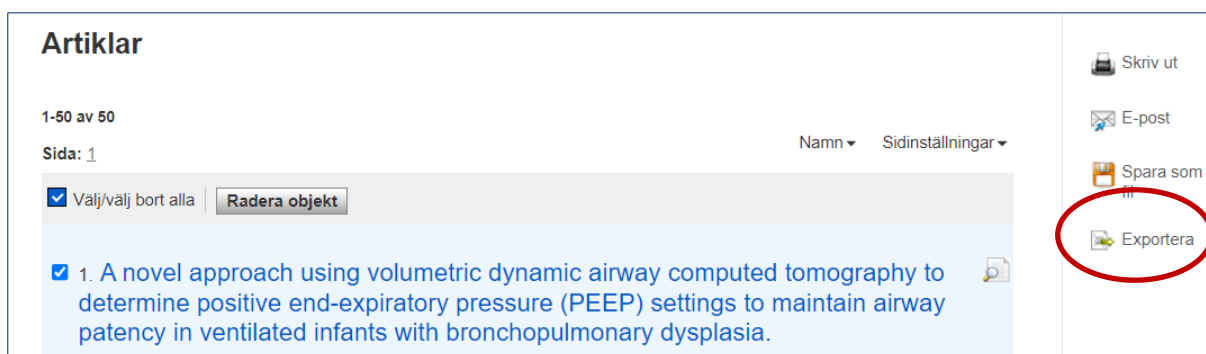 Artiklar
1-50 av 50
Sida: 1
Namn Sidinställningar
Välj/välj bort alla Radera objekt
1. A novel approach using volumetric dynamic airway computed tomography to
determine positive end-expiratory pressure (PEEP) settings to maintain airway
patency in ventilated infants with bronchopulmonary dysplasia.
Skriv ut
E-post
Spara som
fil
Exportera